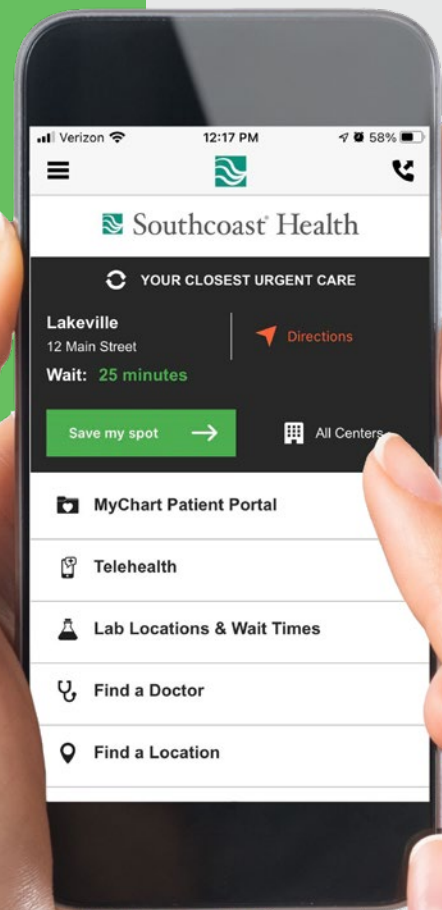 Verizon 12:17 PM 58%
Southcoast® Health
YOUR CLOSEST URGENT CARE
Lakeville
12 Main Street
Directions
Wait: 25 minutes
Save my spot
All Centers
MyChart Patient Portal
Telehealth
Lab Locations & Wait Times
Find a Doctor
Find a Location